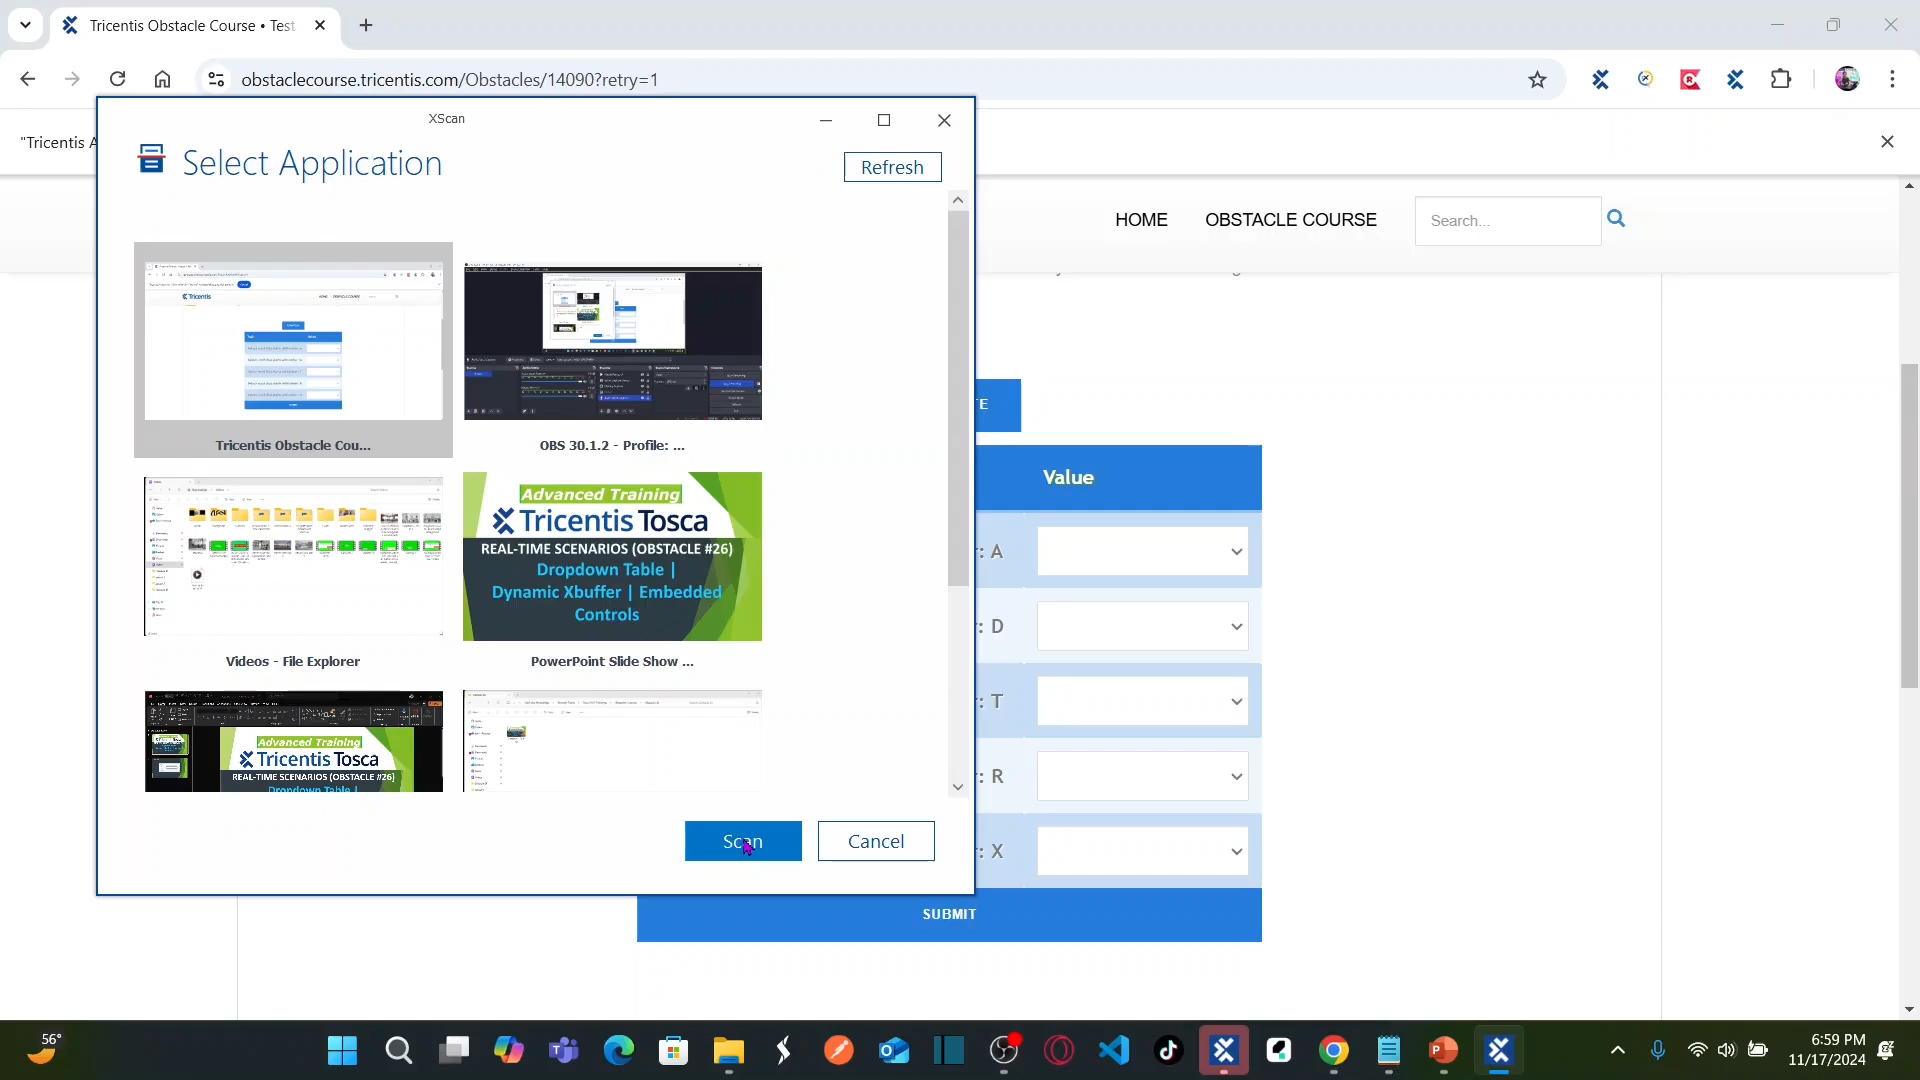 Tricentis Obstacle Course • Test
obstaclecourse.tricentis.com/Obstacles/14090?retry=1
"Tricentis A
XScan
Select Application
Refresh
HOME
OBSTACLE COURSE
Search...
Tricentis Obstacle Cou...
OBS 30.1.2 - Profile: ...
Advanced Training
Tricentis Tosca
REAL-TIME SCENARIOS (OBSTACLE #26)
Dropdown Table |
Dynamic Xbuffer | Embedded
Controls
Videos - File Explorer
PowerPoint Slide Show ...
Advanced Training
Tricentis Tosca
REAL-TIME SCENARIOS (OBSTACLE #26)
Dropdown Table |
Scan
Cancel
TE
Value
: A
: D
: T
: R
: X
SUBMIT
56°
6:59 PM
11/17/2024